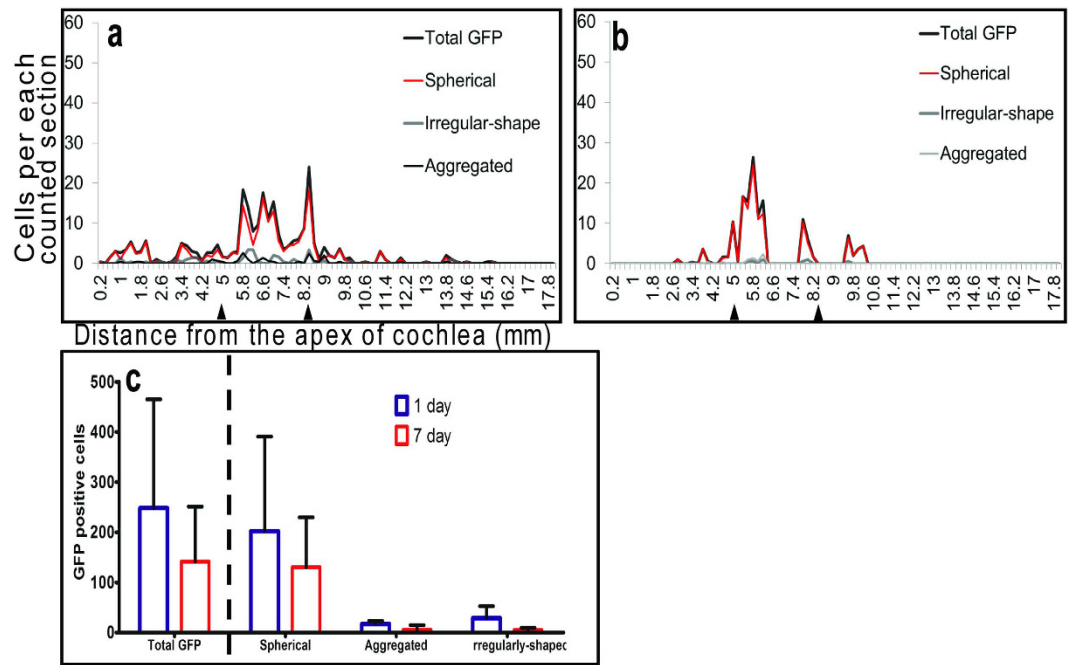 a
60
50
40
30
20
10
0
Total GFP
Spherical
Irregular-shape
Aggregated
Cells per each
counted section
0.2 1 1.8 2.6 3.4 4.2 5 5.8 6.6 7.4 8.2 9 9.8 10.6 11.4 12.2 13 13.8 14.6 15.4 16.2 17 17.8
b
60
50
40
30
20
10
0
Total GFP
Spherical
Irregular-shape
Aggregated
0.2 1 1.8 2.6 3.4 4.2 5 5.8 6.6 7.4 8.2 9 9.8 10.6 11.4 12.2 13 13.8 14.6 15.4 16.2 17 17.8
Distance from the apex of cochlea (mm)
c
500
400
300
200
100
0
GFP positive cells
1 day
7 day
Total GFP Spherical Aggregated rregularly-shaped